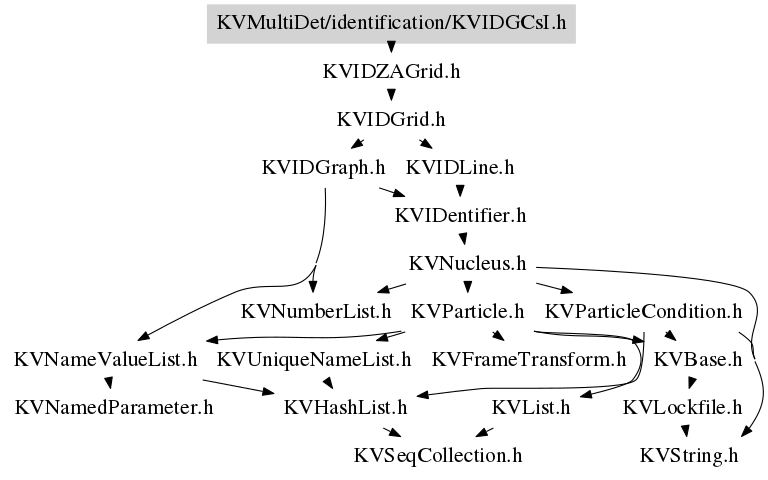 KVMultiDet/identification/KVIDGCsI.h
KVIDZAGrid.h
KVIDGrid.h
KVIDGraph.h KVIDLine.h
KVIDentifier.h
KVNucleus.h
KVNumberList.h KVParticle.h KVParticleCondition.h
KVNameValueList.h KVUniqueNameList.h KVFrameTransform.h KVBase.h
KVNamedParameter.h KVHashList.h KVList.h KVLockfile.h
KVSeqCollection.h KVString.h